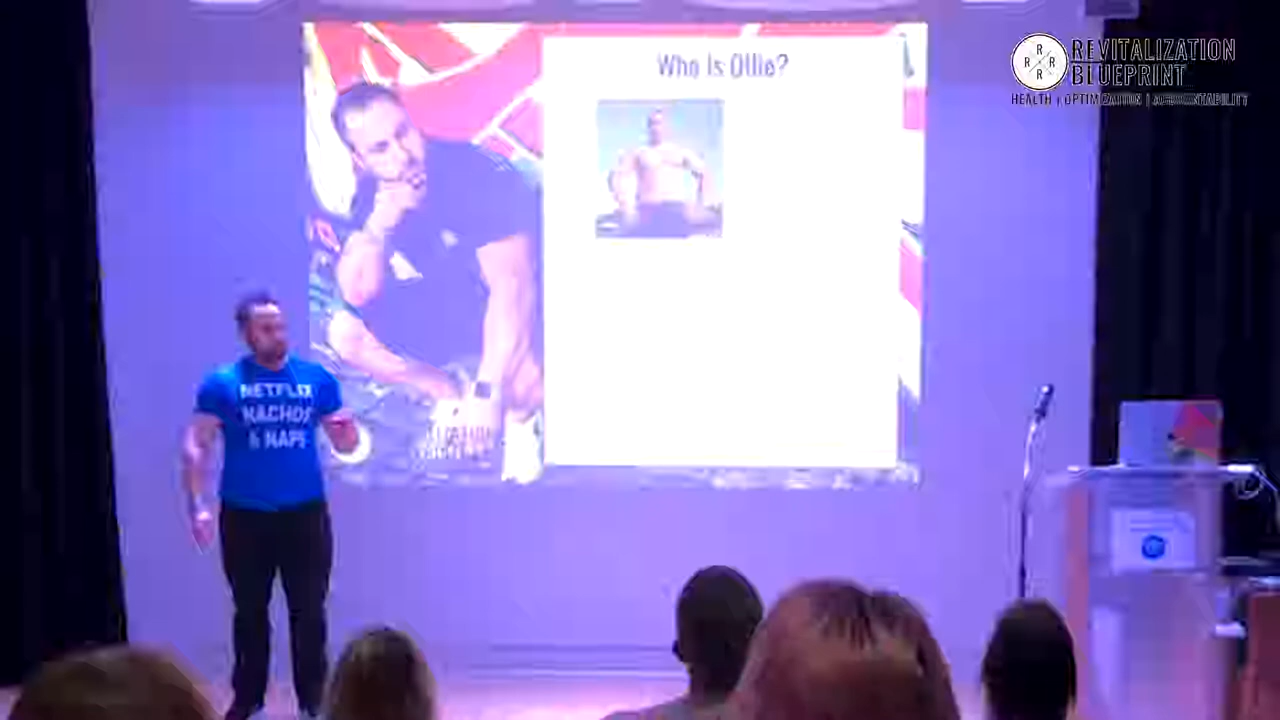 Who Is Ollie?
R
R R
R
REVITALIZATION
BLUEPRINT
HEALTH | OPTIMIZATION | ACCOUNTABILITY
NETFLIX
NACHOS
& NAPS